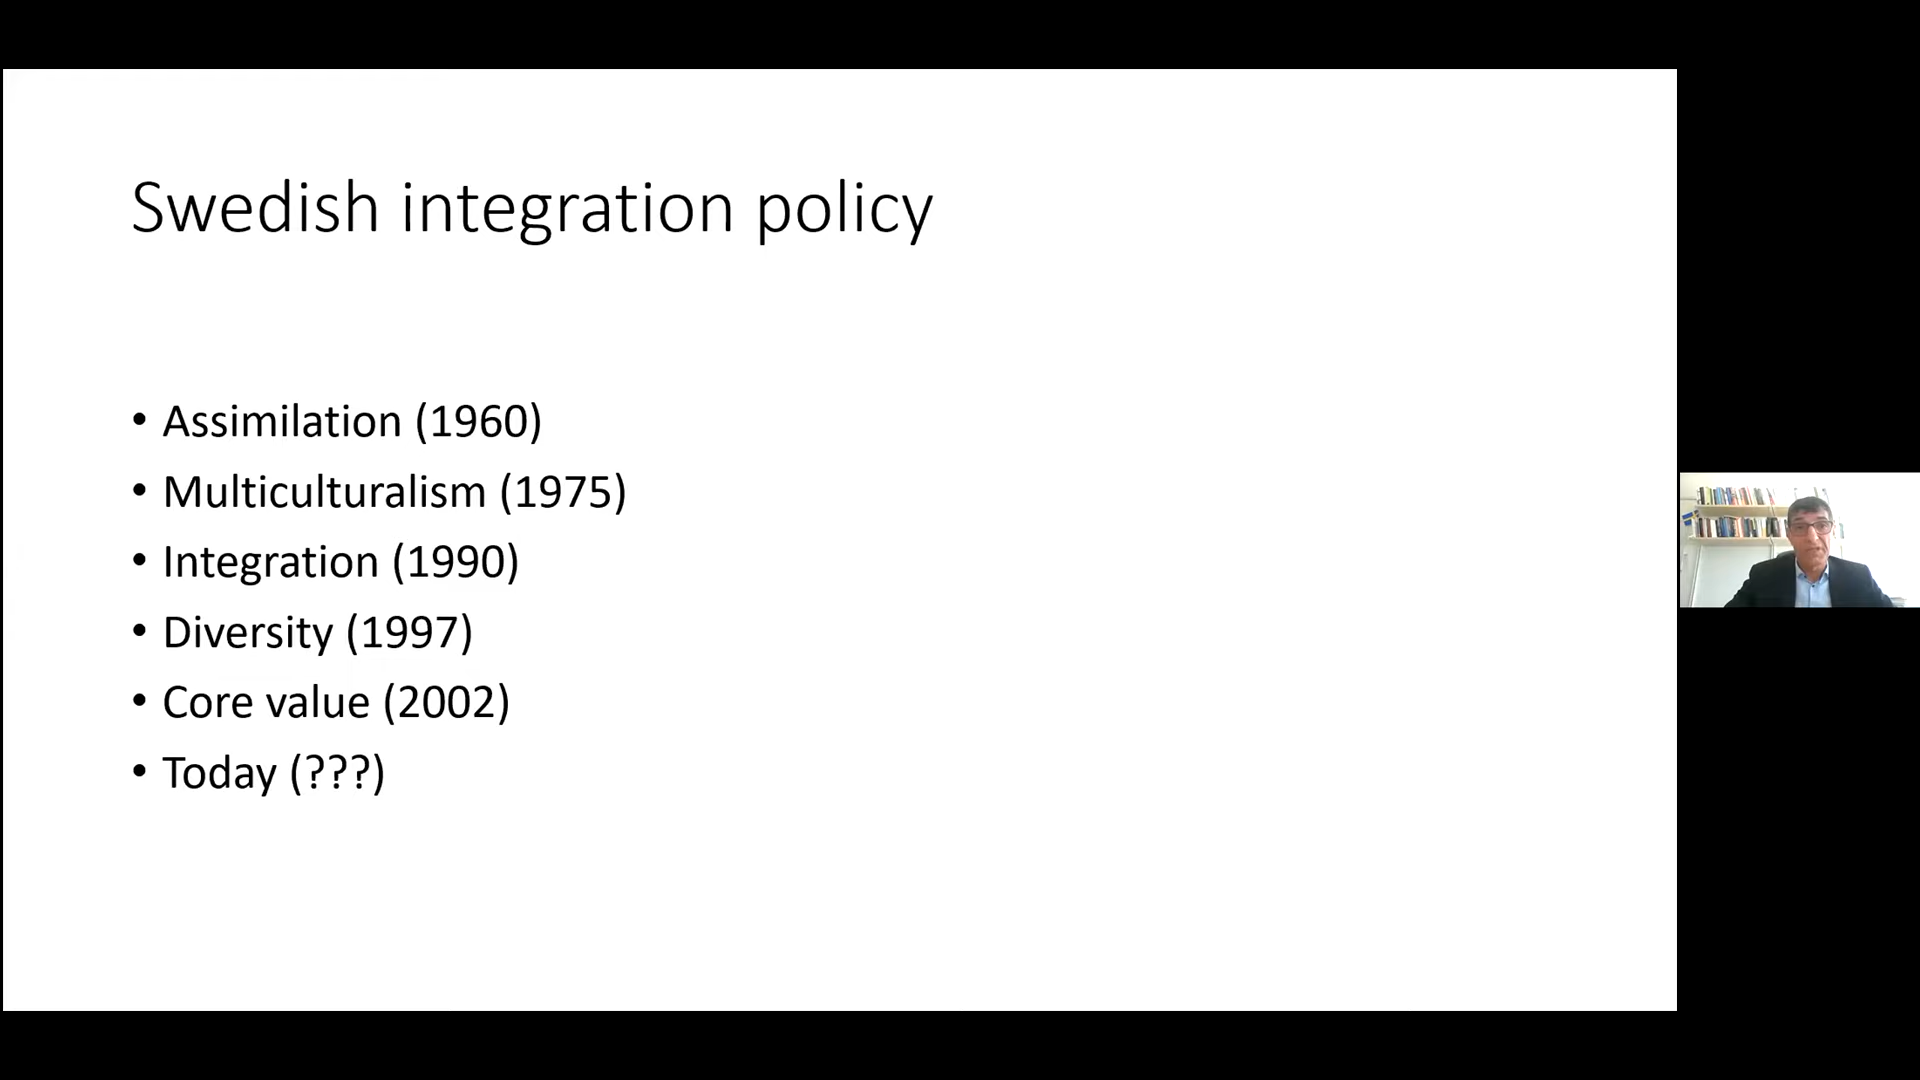 Swedish integration policy
• Assimilation (1960)
• Multiculturalism (1975)
• Integration (1990)
• Diversity (1997)
• Core value (2002)
• Today (???)